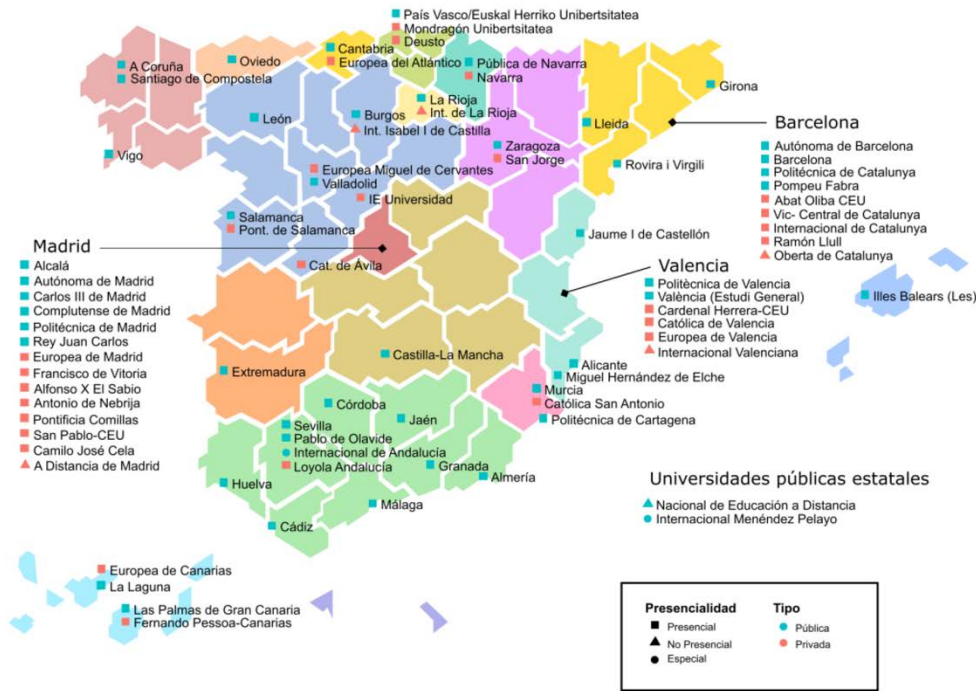 País Vasco/Euskal Herriko Unibertsitatea
Mondragón Unibertsitatea
Deusto
Cantabria
Europea del Atlántico
Oviedo
A Coruña
Santiago de Compostela
Vigo
Pública de Navarra
Navarra
La Rioja
Int. de La Rioja
León
Burgos
Int. Isabel I de Castilla
Europea Miguel de Cervantes
Valladolid
IE Universidad
Salamanca
Pont. de Salamanca
Cat. de Ávila
Zaragoza
San Jorge
Lleida
Girona
Rovira i Virgili
Barcelona
Autónoma de Barcelona
Barcelona
Politécnica de Catalunya
Pompeu Fabra
Abat Oliba CEU
Vic- Central de Catalunya
Internacional de Catalunya
Ramón Llull
Oberta de Catalunya
Madrid
Alcalá
Autónoma de Madrid
Carlos III de Madrid
Complutense de Madrid
Politécnica de Madrid
Rey Juan Carlos
Europea de Madrid
Francisco de Vitoria
Alfonso X El Sabio
Antonio de Nebrija
Pontificia Comillas
San Pablo-CEU
Camilo José Cela
A Distancia de Madrid
Jaume I de Castellón
Valencia
Politècnica de Valencia
València (Estudi General)
Cardenal Herrera-CEU
Católica de Valencia
Europea de Valencia
Internacional Valenciana
Illes Balears (Les)
Extremadura
Castilla-La Mancha
Alicante
Miguel Hernández de Elche
Murcia
Católica San Antonio
Politécnica de Cartagena
Córdoba
Jaén
Sevilla
Pablo de Olavide
Internacional de Andalucía
Loyola Andalucía
Granada
Almería
Huelva
Málaga
Cádiz
Universidades públicas estatales
Nacional de Educación a Distancia
Internacional Menéndez Pelayo
Europea de Canarias
La Laguna
Las Palmas de Gran Canaria
Fernando Pessoa-Canarias
Presencialidad
Presencial
No Presencial
Especial
Tipo
Pública
Privada